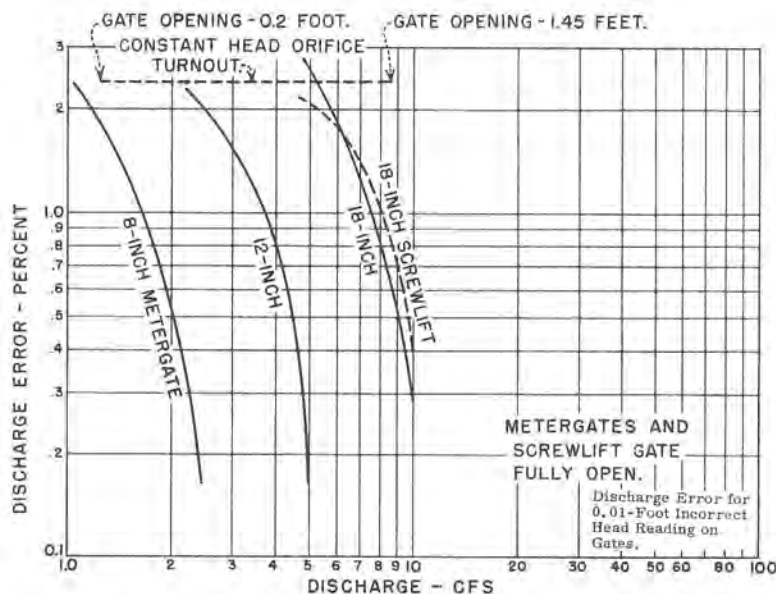 GATE OPENING - 0.2 FOOT.
GATE OPENING - 1.45 FEET.
CONSTANT HEAD ORIFICE
TURNOUT
3
2
1.0
.9
.8
.7
.6
.5
.4
.3
.2
0.1
DISCHARGE ERROR - PERCENT
8-INCH METERGATE
12-INCH
18-INCH
18-INCH SCREWLIFT
METERGATES AND
SCREWLIFT GATE
FULLY OPEN.
Discharge Error for
0.01-Foot Incorrect
Head Reading on
Gates.
1.0 2 3 4 5 6 7 8 9 10 20 30 40 50 60 80 100
DISCHARGE - CFS